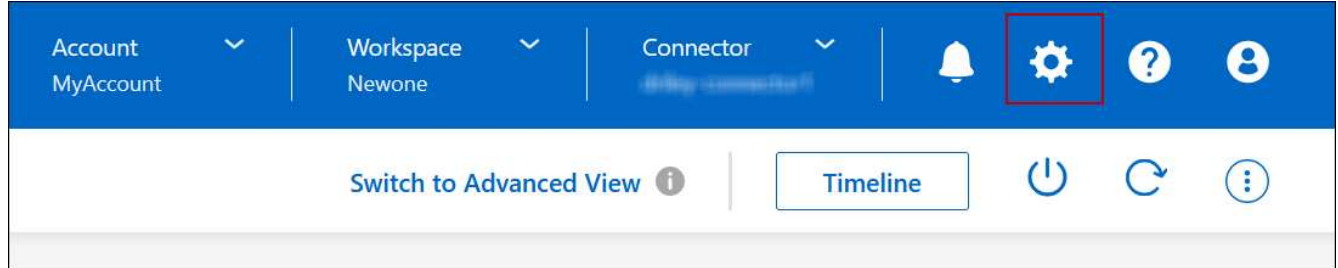 Account
MyAccount
Workspace
Newone
Connector
Switch to Advanced View
Timeline